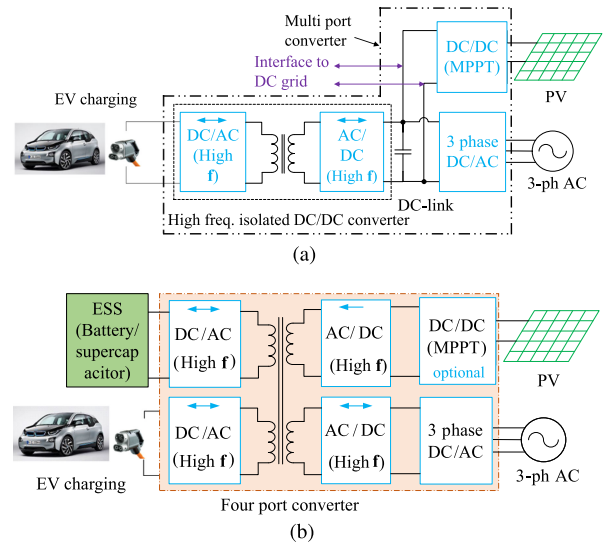 Multi port
converter
Interface to
DC grid
DC/DC
(MPPT)
PV
EV charging
DC/AC
(High
f)
AC/
DC
(High f)
3 phase
DC/AC
3-ph AC
DC-link
High freq. isolated DC/DC converter
(a)
ESS
(Battery/
supercap
acitor)
DC/AC
(High f)
AC/DC
(High f)
DC/DC
(MPPT)
optional
PV
DC/AC
(High f)
AC/DC
(High f)
3 phase
DC/AC
3-ph AC
EV charging
Four port converter
(b)